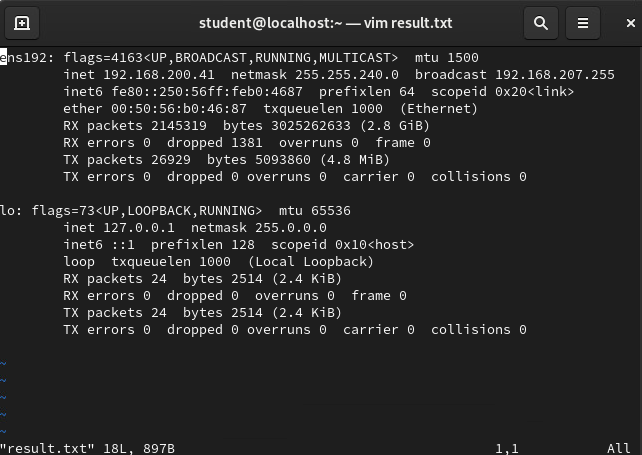 student@localhost:~ — vim result.txt
ens192: flags=4163<UP,BROADCAST,RUNNING,MULTICAST>  mtu 1500
        inet 192.168.200.41  netmask 255.255.240.0  broadcast 192.168.207.255
        inet6 fe80::250:56ff:feb0:4687  prefixlen 64  scopeid 0x20<link>
        ether 00:50:56:b0:46:87  txqueuelen 1000  (Ethernet)
        RX packets 2145319  bytes 3025262633 (2.8 GiB)
        RX errors 0  dropped 1381  overruns 0  frame 0
        TX packets 26929  bytes 5093860 (4.8 MiB)
        TX errors 0  dropped 0 overruns 0  carrier 0  collisions 0

lo: flags=73<UP,LOOPBACK,RUNNING>  mtu 65536
        inet 127.0.0.1  netmask 255.0.0.0
        inet6 ::1  prefixlen 128  scopeid 0x10<host>
        loop  txqueuelen 1000  (Local Loopback)
        RX packets 24  bytes 2514 (2.4 KiB)
        RX errors 0  dropped 0  overruns 0  frame 0
        TX packets 24  bytes 2514 (2.4 KiB)
        TX errors 0  dropped 0 overruns 0  carrier 0  collisions 0

~
~
~
~
~
"result.txt" 18L, 897B                                        1,1           All